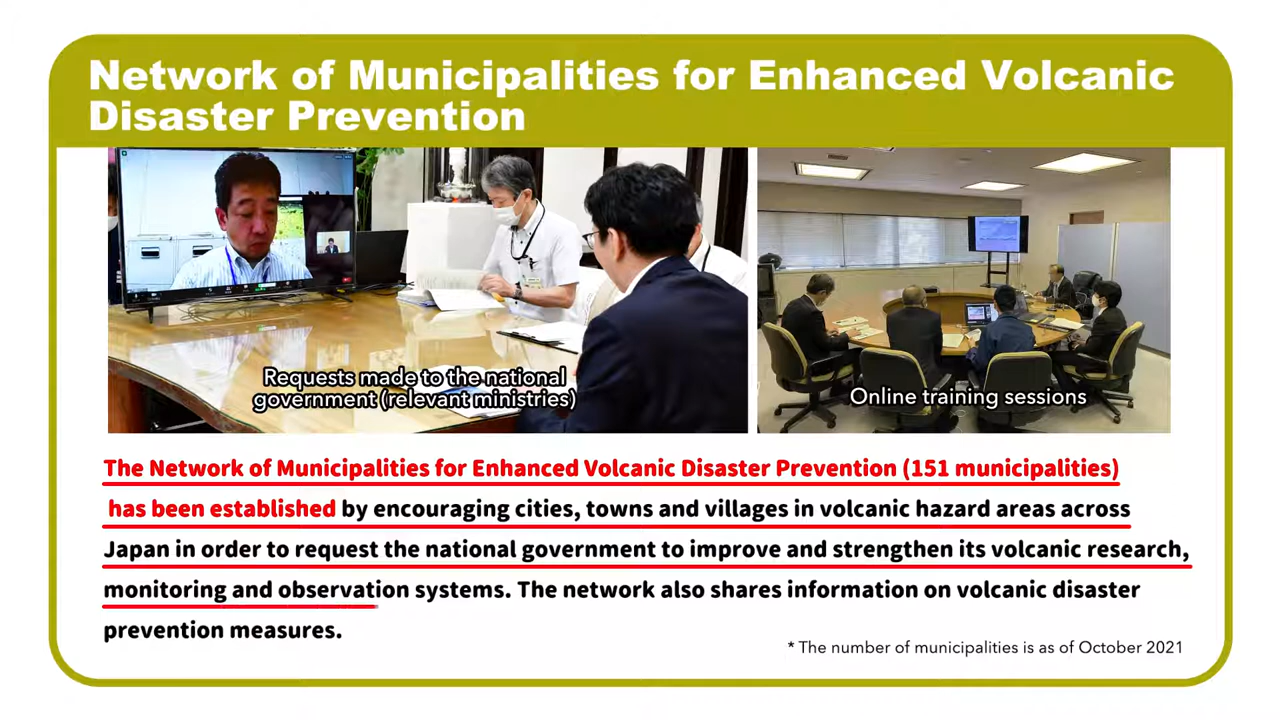 Network of Municipalities for Enhanced Volcanic
Disaster Prevention
Requests made to the national
government (relevant ministries)
Online training sessions
The Network of Municipalities for Enhanced Volcanic Disaster Prevention (151 municipalities)
has been established by encouraging cities, towns and villages in volcanic hazard areas across
Japan in order to request the national government to improve and strengthen its volcanic research,
monitoring and observation systems. The network also shares information on volcanic disaster
prevention measures.
* The number of municipalities is as of October 2021